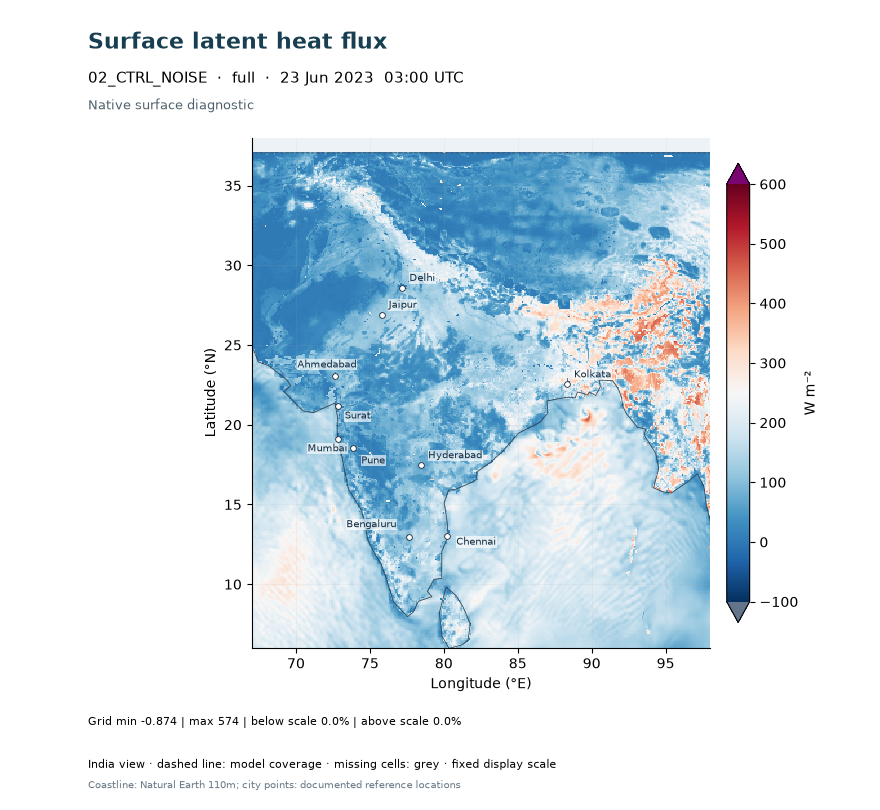 Surface latent heat flux
02_CTRL_NOISE · full · 23 Jun 2023 03:00 UTC
Native surface diagnostic
35
30
25
20
15
10
Latitude (°N)
70
75
80
85
90
95
Longitude (°E)
Delhi
Jaipur
Ahmedabad
Kolkata
Surat
Mumbai
Pune
Hyderabad
Bengaluru
Chennai
600
500
400
300
200
100
0
−100
W m⁻²
Grid min -0.874 | max 574 | below scale 0.0% | above scale 0.0%
India view · dashed line: model coverage · missing cells: grey · fixed display scale
Coastline: Natural Earth 110m; city points: documented reference locations